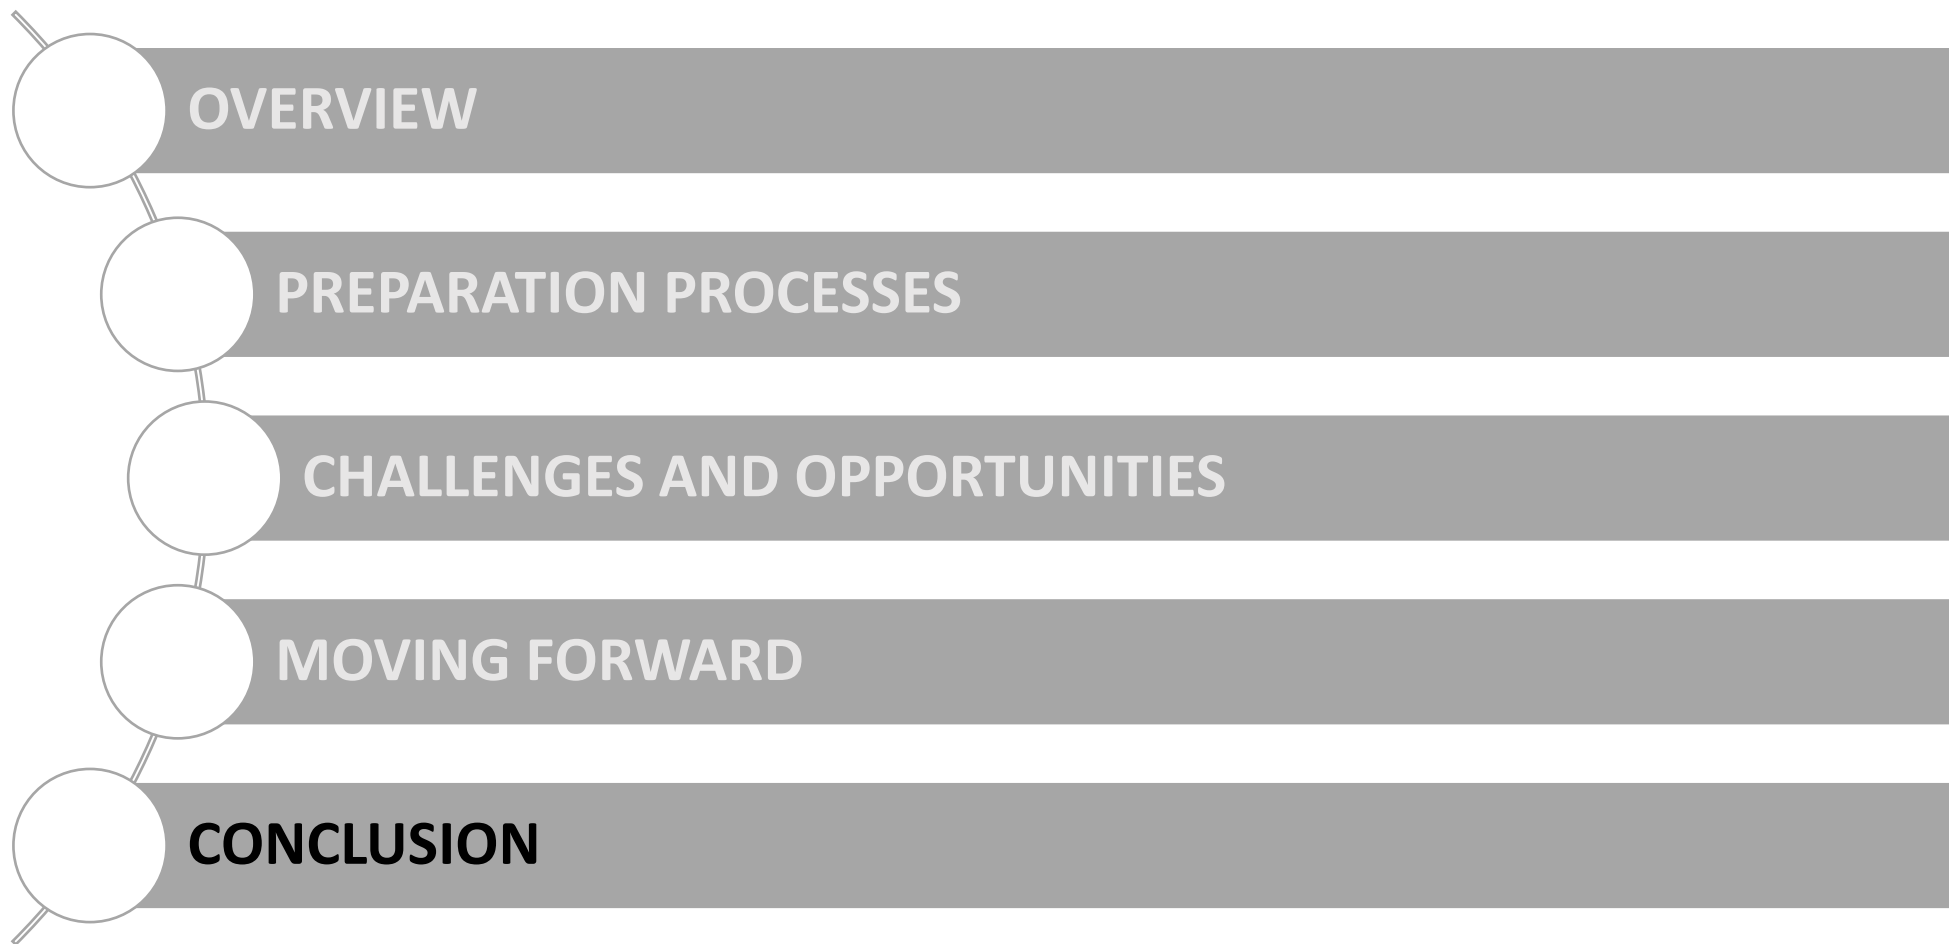 OVERVIEW
PREPARATION PROCESSES
CHALLENGES AND OPPORTUNITIES
MOVING FORWARD
CONCLUSION